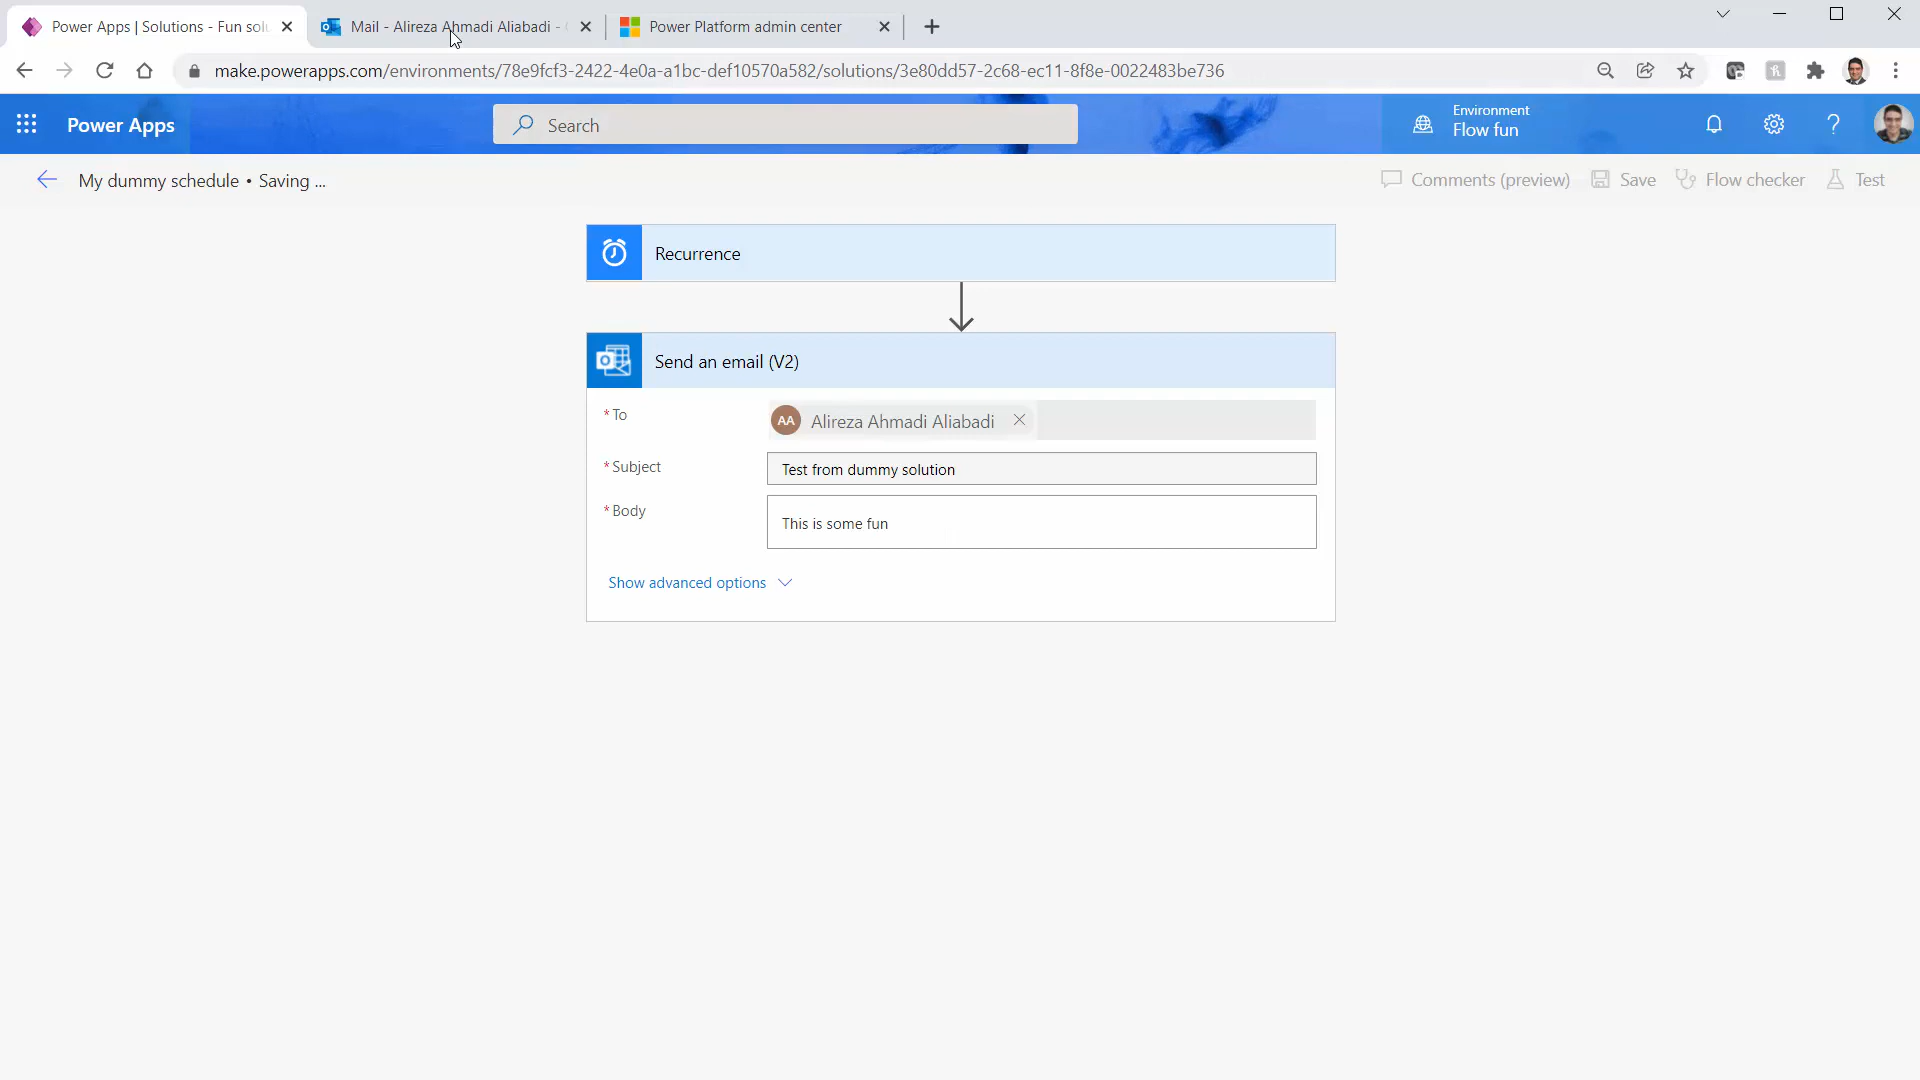 Power Apps | Solutions - Fun solu
Mail - Alireza Ahmadi Aliabadi -
Power Platform admin center
make.powerapps.com/environments/78e9fcf3-2422-4e0a-a1bc-def10570a582/solutions/3e80dd57-2c68-ec11-8f8e-0022483be736
Power Apps
Search
Environment
Flow fun
My dummy schedule • Saving ...
Comments (preview)
Save
Flow checker
Test
Recurrence
Send an email (V2)
* To
AA
Alireza Ahmadi Aliabadi
* Subject
Test from dummy solution
* Body
This is some fun
Show advanced options